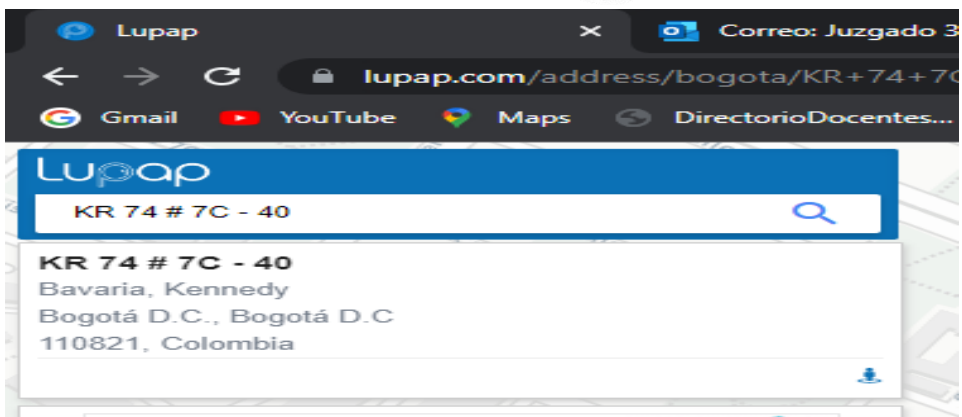 Lupap
Correo: Juzgado 3
lupap.com/address/bogota/KR+74+7C
Gmail YouTube Maps DirectorioDocentes...
Lupap
KR 74 # 7C - 40
KR 74 # 7C - 40
Bavaria, Kennedy
Bogotá D.C., Bogotá D.C
110821, Colombia